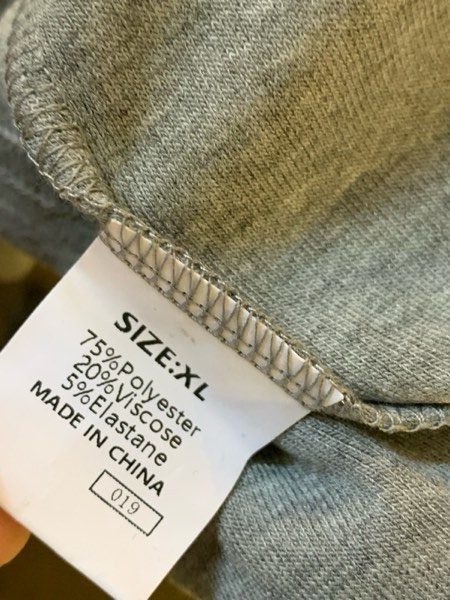 SIZE:XL
75%Polyester
20%Viscose
5%Elastane
MADE IN CHINA
019